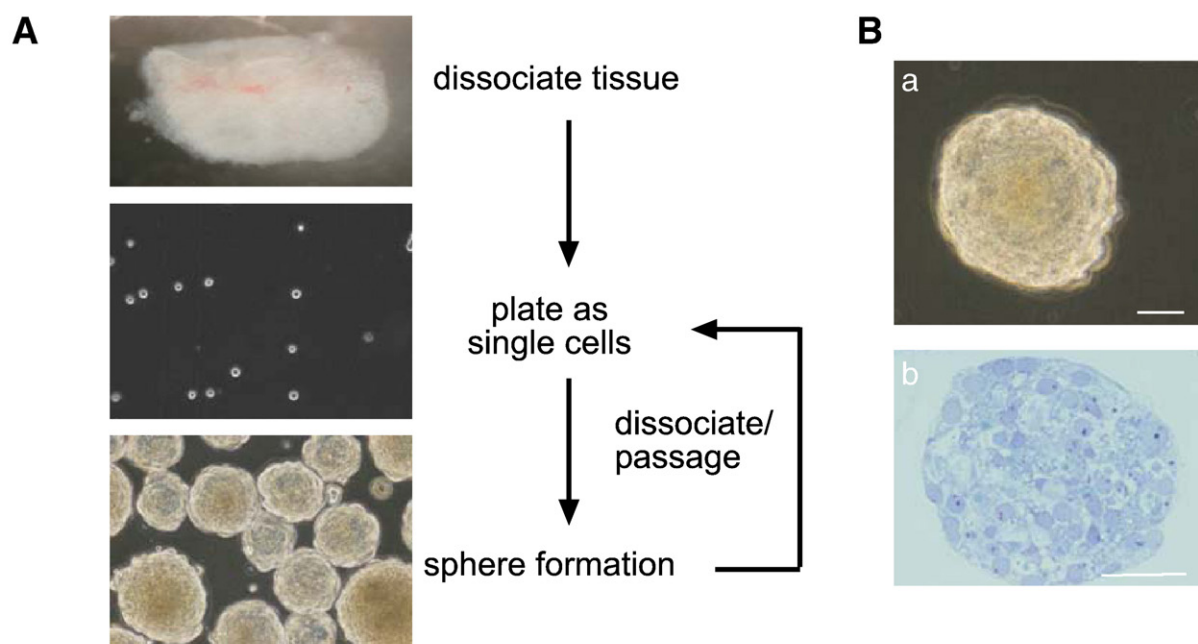 A
dissociate tissue
plate as
single cells
dissociate/
passage
sphere formation
B
a
b